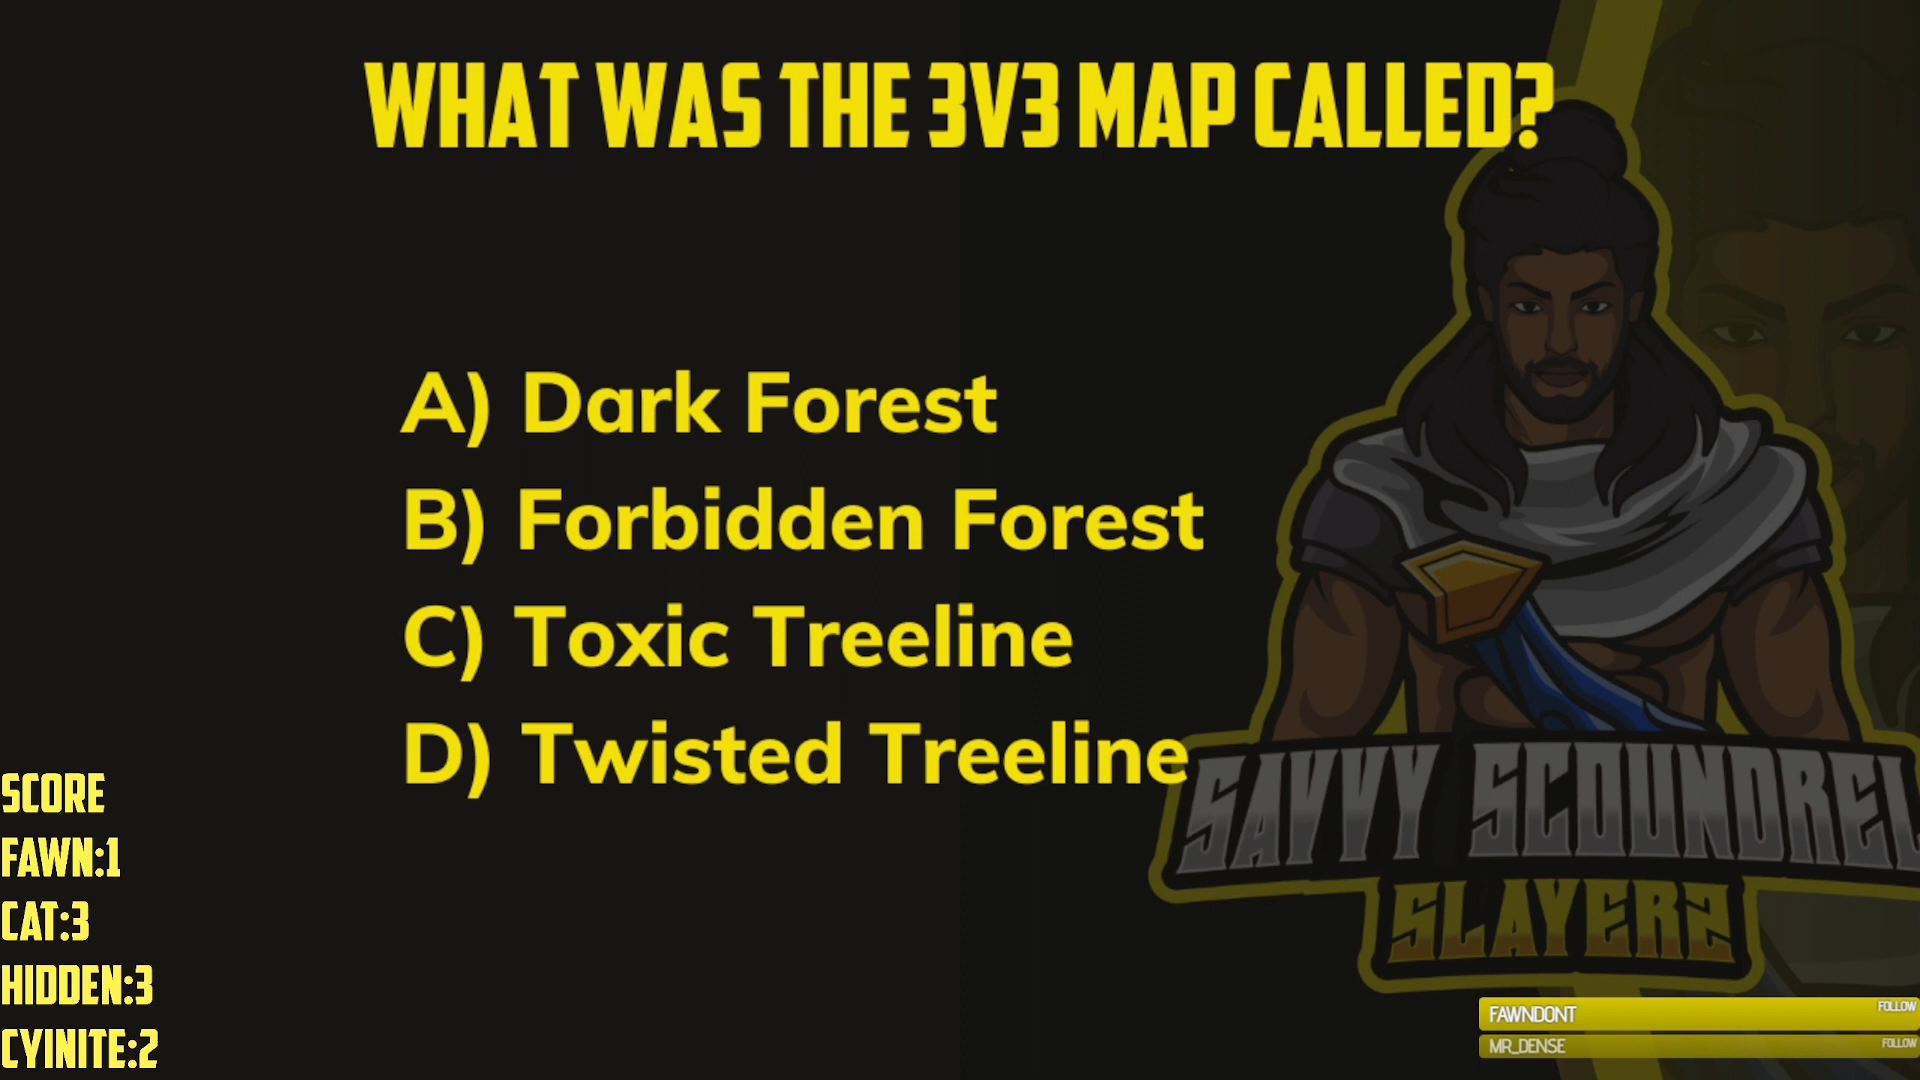 WHAT WAS THE 3V3 MAP CALLED?
A) Dark Forest
B) Forbidden Forest
C) Toxic Treeline
D) Twisted Treeline
SAVVY SCOUNDREL
SLAYERZ
SCORE
FAWN:1
CAT:3
HIDDEN:3
CYINITE:2
FAWNDONT FOLLOW
MR_DENSE FOLLOW